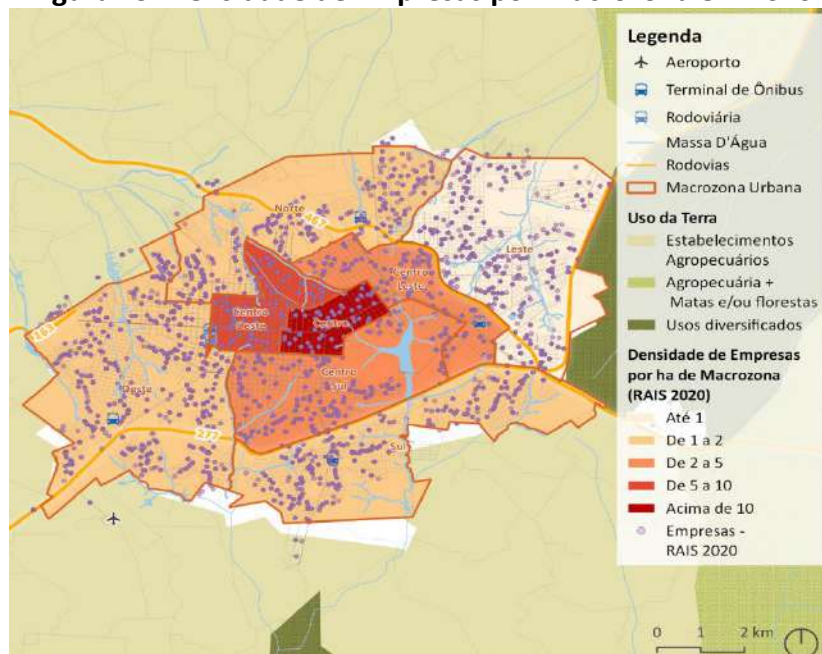 Legenda
Aeroporto
Terminal de Ônibus
Rodoviária
Massa D'Água
Rodovias
Macrozona Urbana
Uso da Terra
Estabelecimentos
Agropecuários
Agropecuária +
Matas e/ou florestas
Usos diversificados
Densidade de Empresas
por ha de Macrozona
(RAIS 2020)
Até 1
De 1 a 2
De 2 a 5
De 5 a 10
Acima de 10
Empresas -
RAIS 2020
Norte
467
Leste
Centro
Leste
Centro
Oeste
Centro
Centro
Sul
Oeste
277
Sul
0 1 2 km